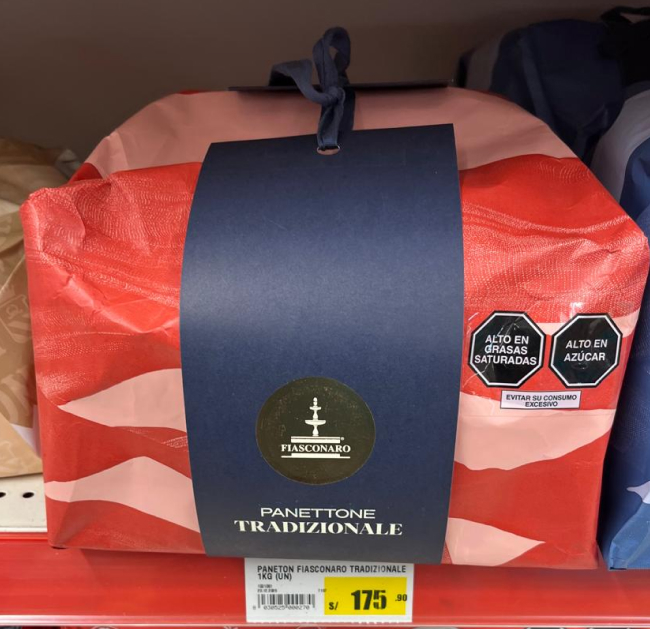 ALTO EN
GRASAS
SATURADAS
ALTO EN
AZÚCAR
EVITAR SU CONSUMO
EXCESIVO
FIASCONARO
PANETTONE
TRADIZIONALE
PANETON FIASCONARO TRADIZIONALE
1KG (UN)
S/ 175.90